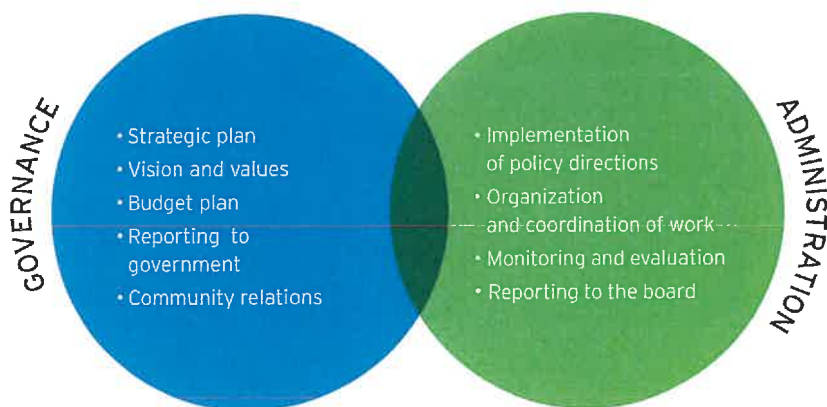 GOVERNANCE
• Strategic plan
• Vision and values
• Budget plan
• Reporting to
government
• Community relations
• Implementation
of policy directions
• Organization
and coordination of work
• Monitoring and evaluation
• Reporting to the board
ADMINISTRATION